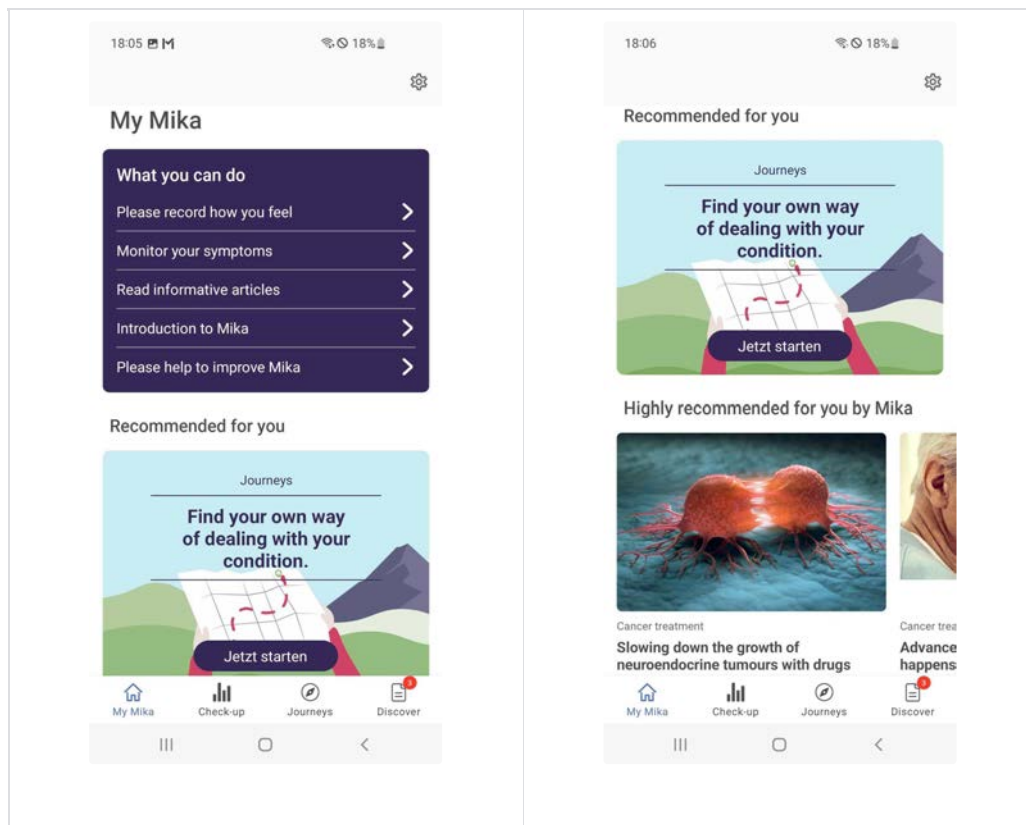 18:05
18%
My Mika
What you can do
Please record how you feel
Monitor your symptoms
Read informative articles
Introduction to Mika
Please help to improve Mika
Recommended for you
Journeys
Find your own way
of dealing with your
condition.
Jetzt starten
3
My Mika
Check-up
Journeys
Discover
18:06
18%
Recommended for you
Journeys
Find your own way
of dealing with your
condition.
Jetzt starten
Highly recommended for you by Mika
Cancer treatment
Slowing down the growth of
neuroendocrine tumours with drugs
Cancer trea
Advance
happens
3
My Mika
Check-up
Journeys
Discover